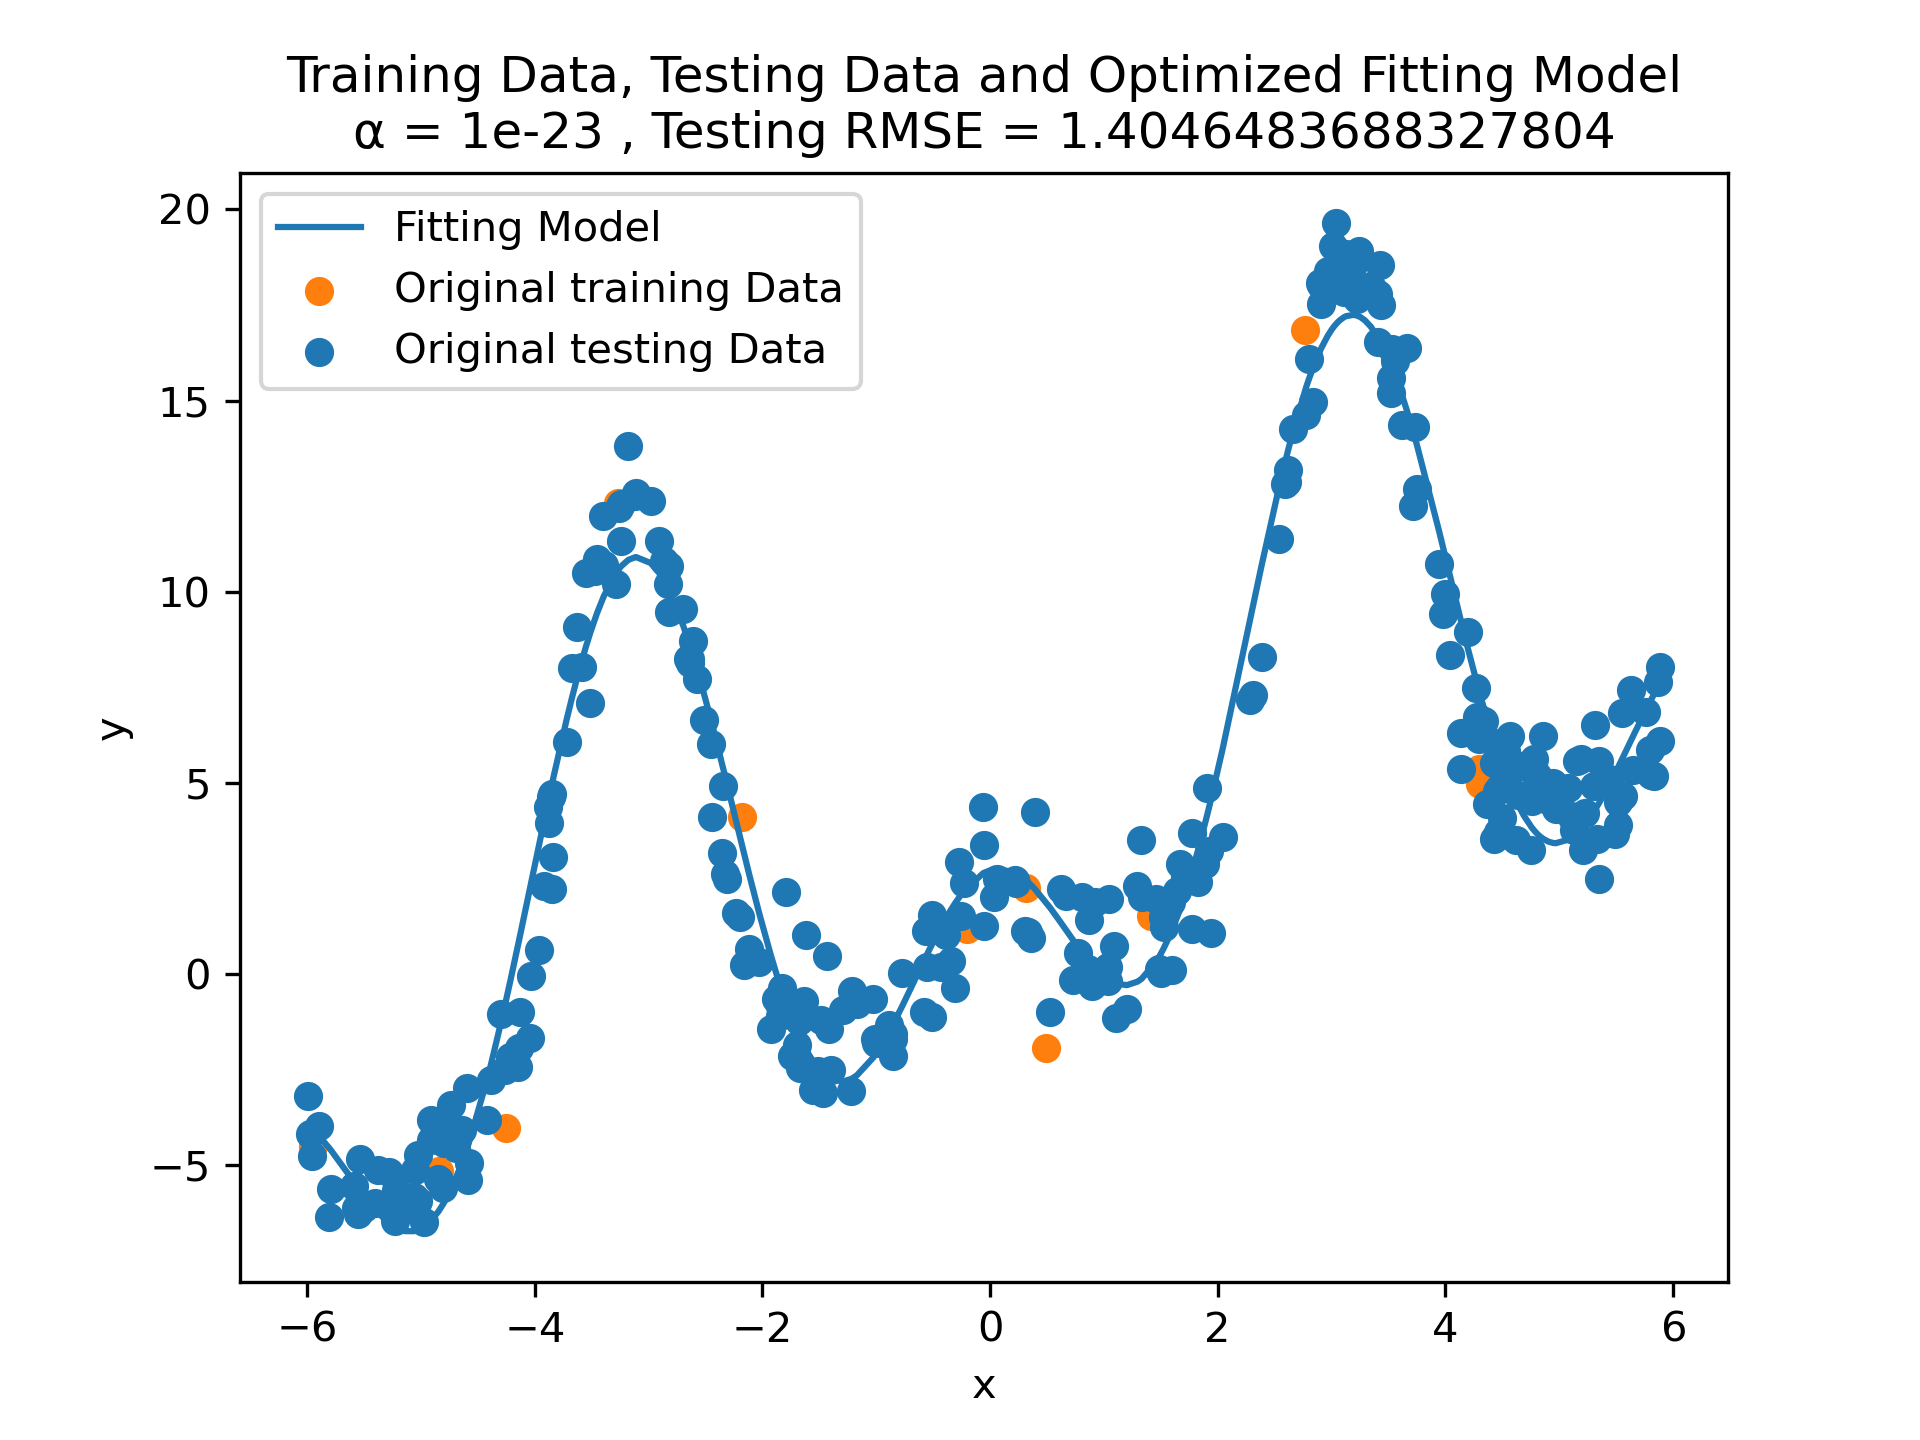 Training Data, Testing Data and Optimized Fitting Model
α = 1e-23 , Testing RMSE = 1.4046483688327804
Fitting Model
Original training Data
Original testing Data
20
15
10
5
0
−5
y
−6 −4 −2 0 2 4 6
x